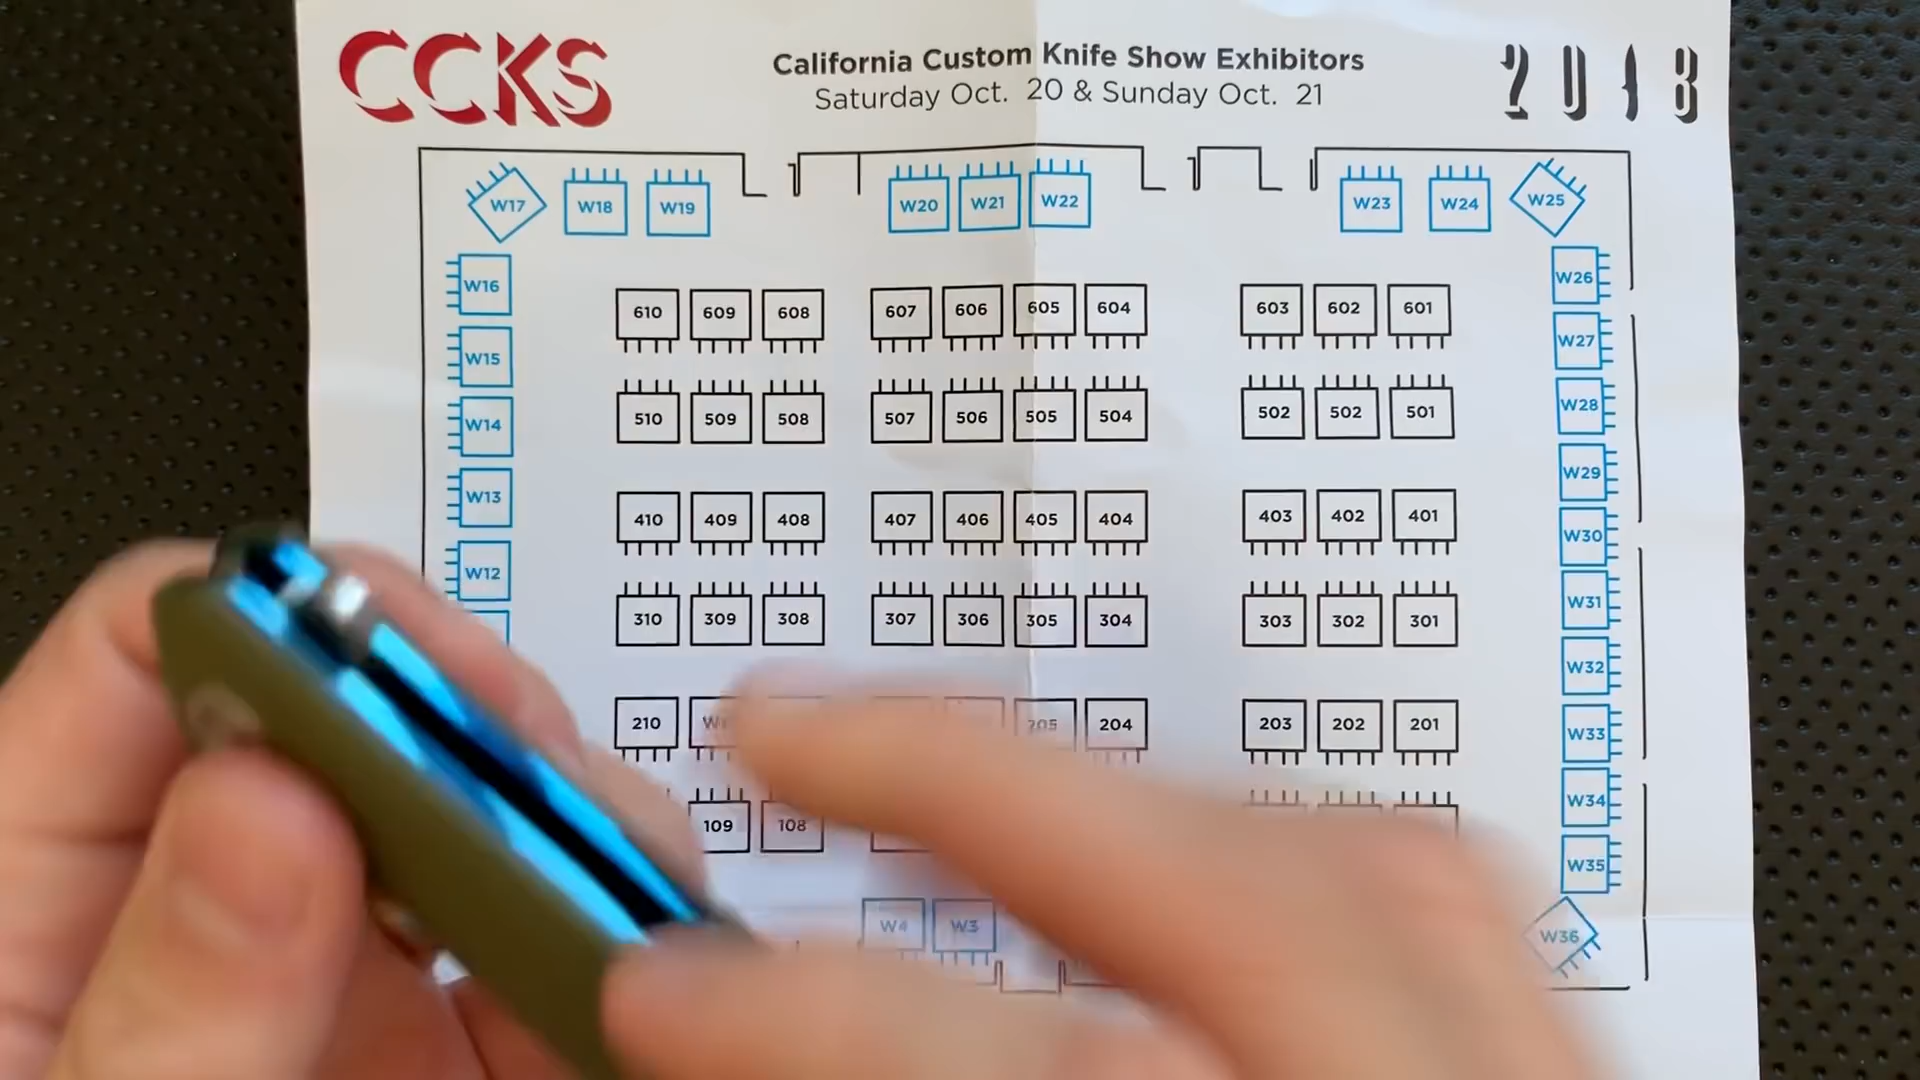 CCKS
California Custom Knife Show Exhibitors
2018
Saturday Oct. 20 & Sunday Oct. 21
W17 W18 W19 W20 W21 W22 W23 W24 W25
W16 W26
610 609 608 607 606 605 604 603 602 601
W15 W27
510 509 508 507 506 505 504 502 502 501
W14 W28
W13 W29
410 409 408 407 406 405 404 403 402 401
W12 W30
W31
310 309 308 307 306 305 304 303 302 301
W32
210 205 204 203 202 201
W33
W34
109 108
W35
W4 W3 W36